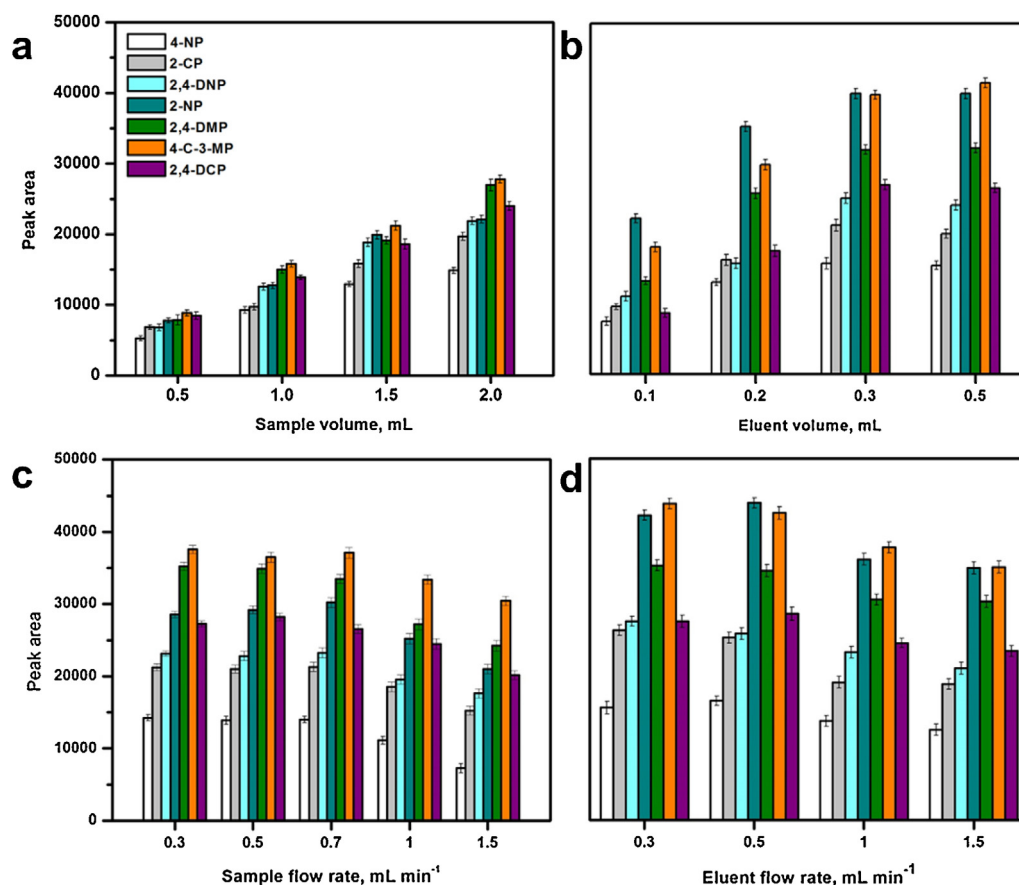 a
50000
40000
30000
20000
10000
0
Peak area
4-NP
2-CP
2,4-DNP
2-NP
2,4-DMP
4-C-3-MP
2,4-DCP
0.5 1.0 1.5 2.0
Sample volume, mL
b
0.1 0.2 0.3 0.5
Eluent volume, mL
c
50000
40000
30000
20000
10000
0
Peak area
0.3 0.5 0.7 1 1.5
Sample flow rate, mL min⁻¹
d
0.3 0.5 1 1.5
Eluent flow rate, mL min⁻¹